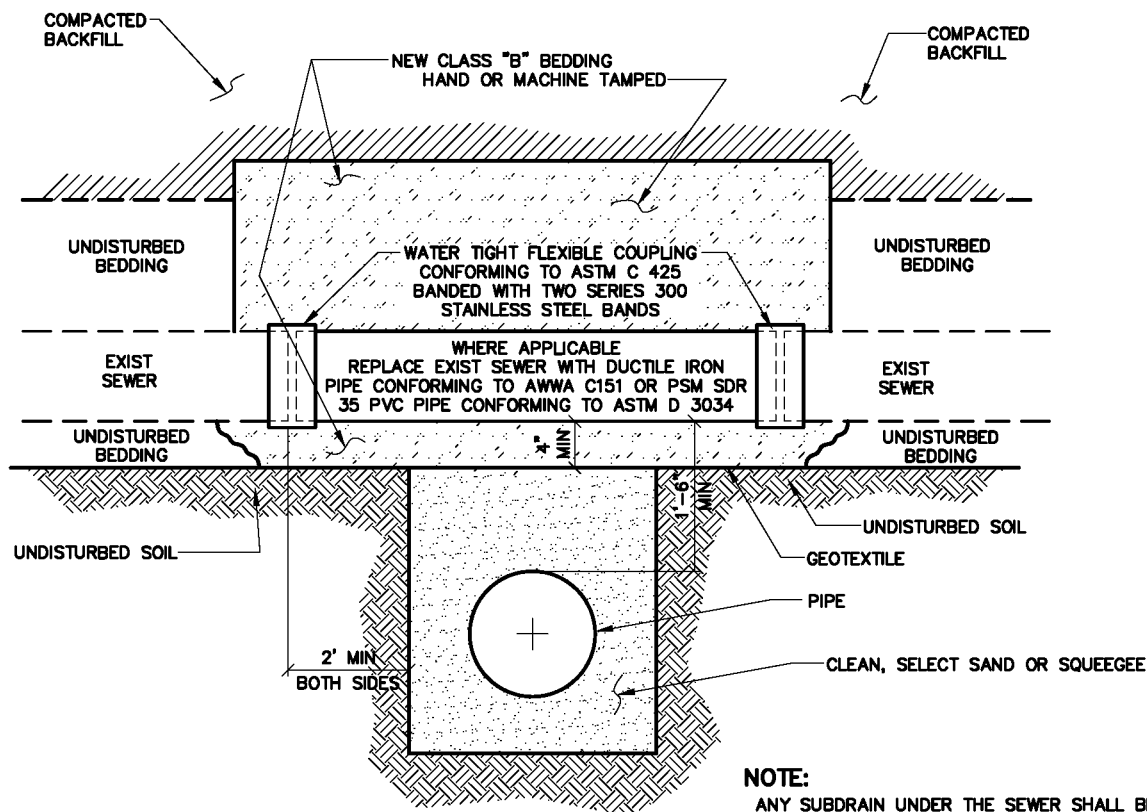 COMPACTED
BACKFILL
COMPACTED
BACKFILL
NEW CLASS "B" BEDDING
HAND OR MACHINE TAMPED
UNDISTURBED
BEDDING
WATER TIGHT FLEXIBLE COUPLING
CONFORMING TO ASTM C 425
BANDED WITH TWO SERIES 300
STAINLESS STEEL BANDS
UNDISTURBED
BEDDING
EXIST
SEWER
WHERE APPLICABLE
REPLACE EXIST SEWER WITH DUCTILE IRON
PIPE CONFORMING TO AWWA C151 OR PSM SDR
35 PVC PIPE CONFORMING TO ASTM D 3034
EXIST
SEWER
UNDISTURBED
BEDDING
4"
MIN
1'-6"
MIN
UNDISTURBED
BEDDING
UNDISTURBED SOIL
UNDISTURBED SOIL
GEOTEXTILE
PIPE
2' MIN
BOTH SIDES
CLEAN, SELECT SAND OR SQUEEGEE
NOTE:
ANY SUBDRAIN UNDER THE SEWER SHALL